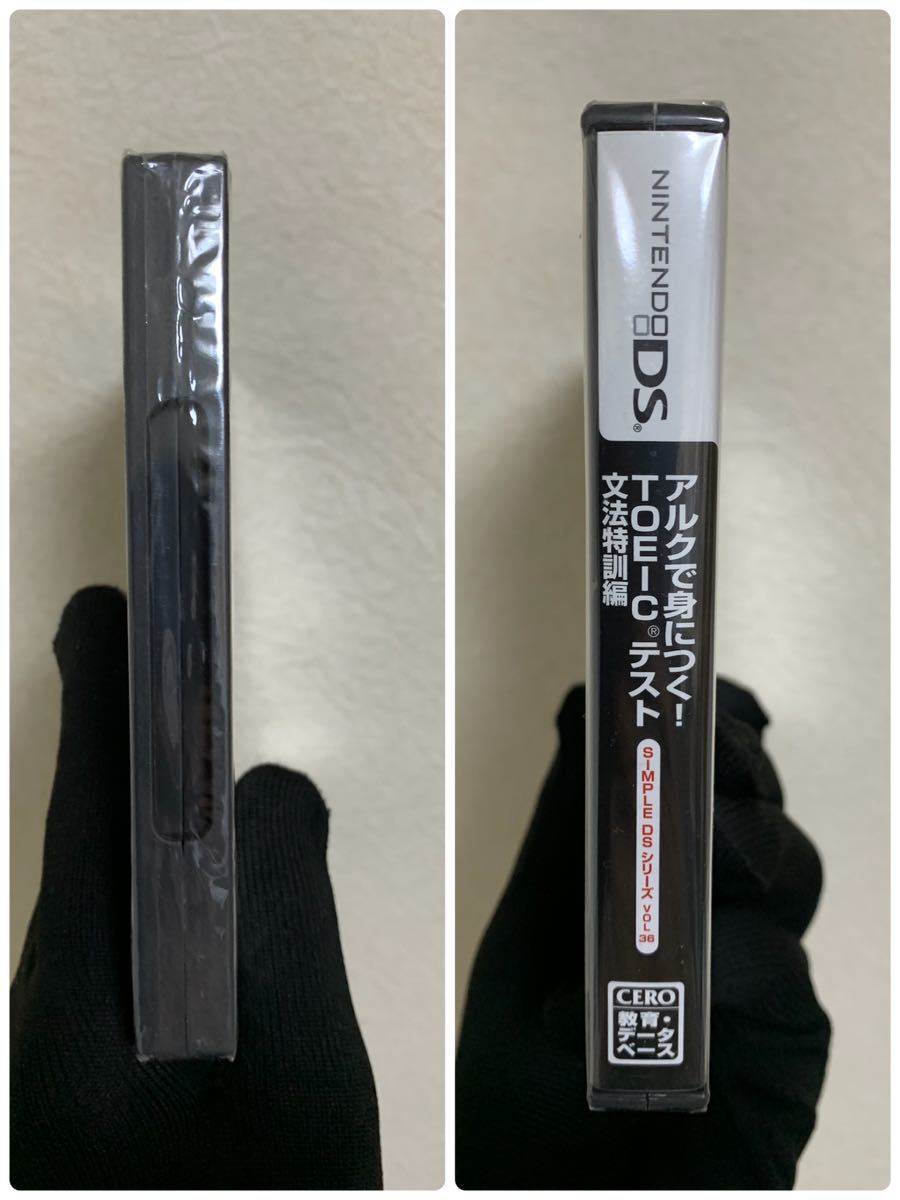 NINTENDO DS®
アルクで身につく!
TOEIC®テスト
文法特訓編
SIMPLE DS シリーズ VOL 36
CERO
教育・
データ
ベース